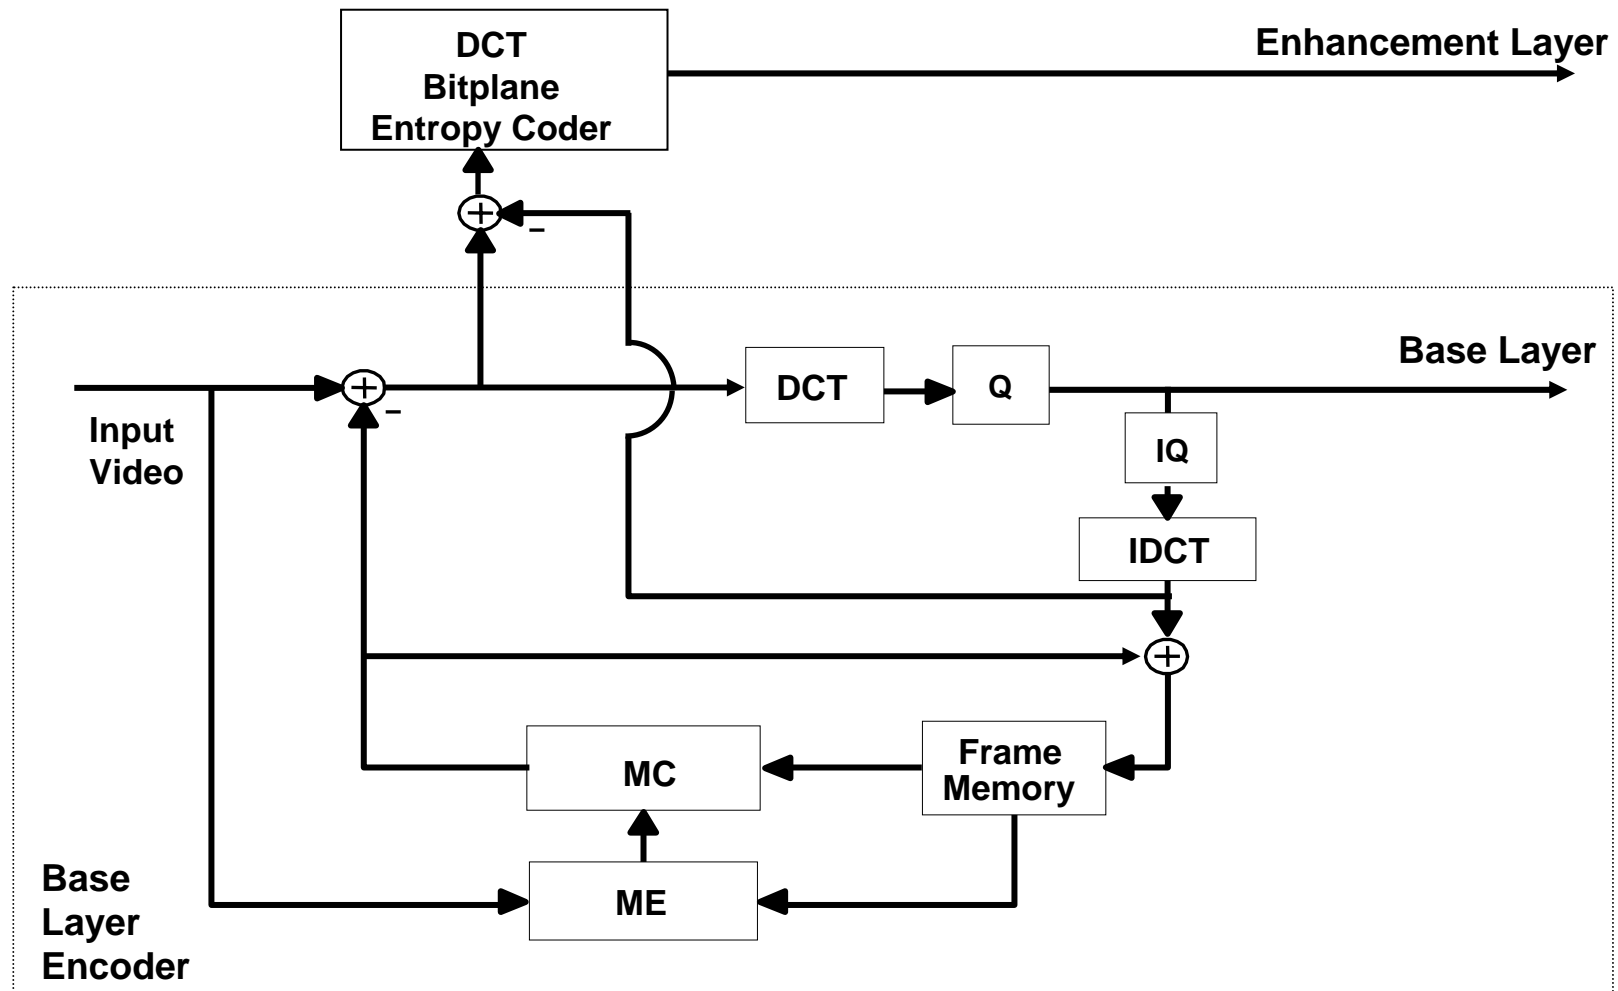 DCT
Bitplane
Entropy Coder
Enhancement Layer
+
–
Base Layer
+
–
DCT
Q
Input
Video
IQ
IDCT
+
MC
Frame
Memory
ME
Base
Layer
Encoder